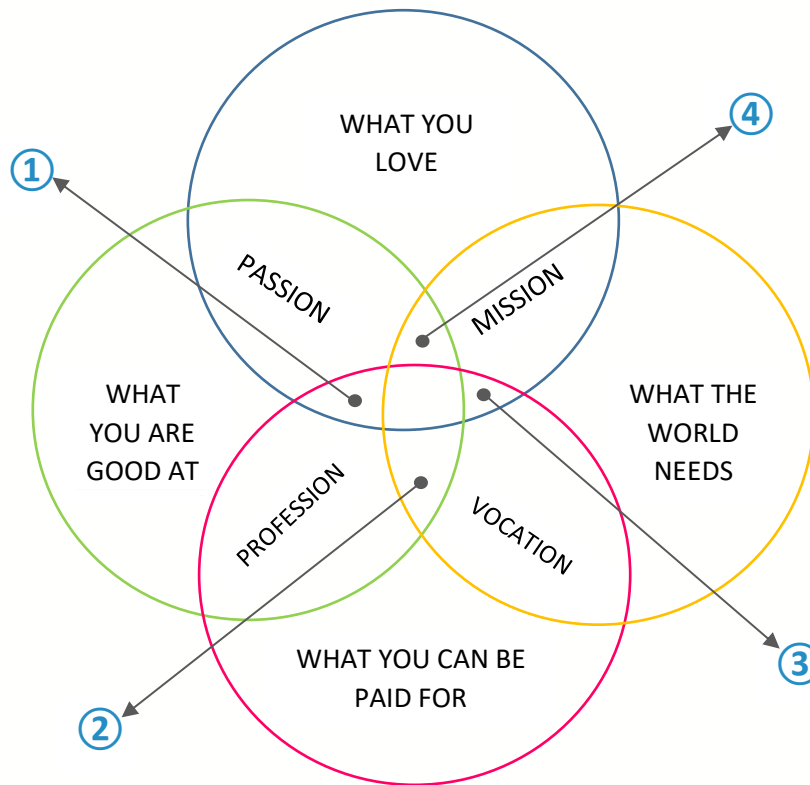 WHAT YOU
LOVE
4
1
PASSION
MISSION
WHAT
YOU ARE
GOOD AT
WHAT THE
WORLD
NEEDS
PROFESSION
VOCATION
WHAT YOU CAN BE
PAID FOR
3
2